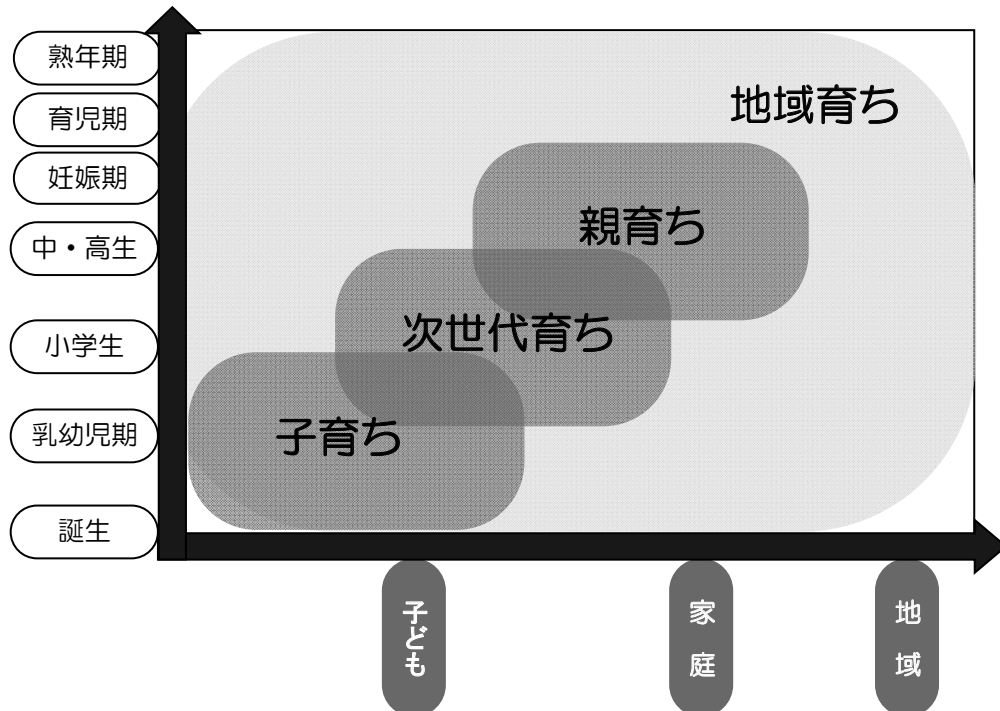 熟年期
育児期
妊娠期
中・高生
小学生
乳幼児期
誕生
地域育ち
親育ち
次世代育ち
子育ち
子ども
家庭
地域